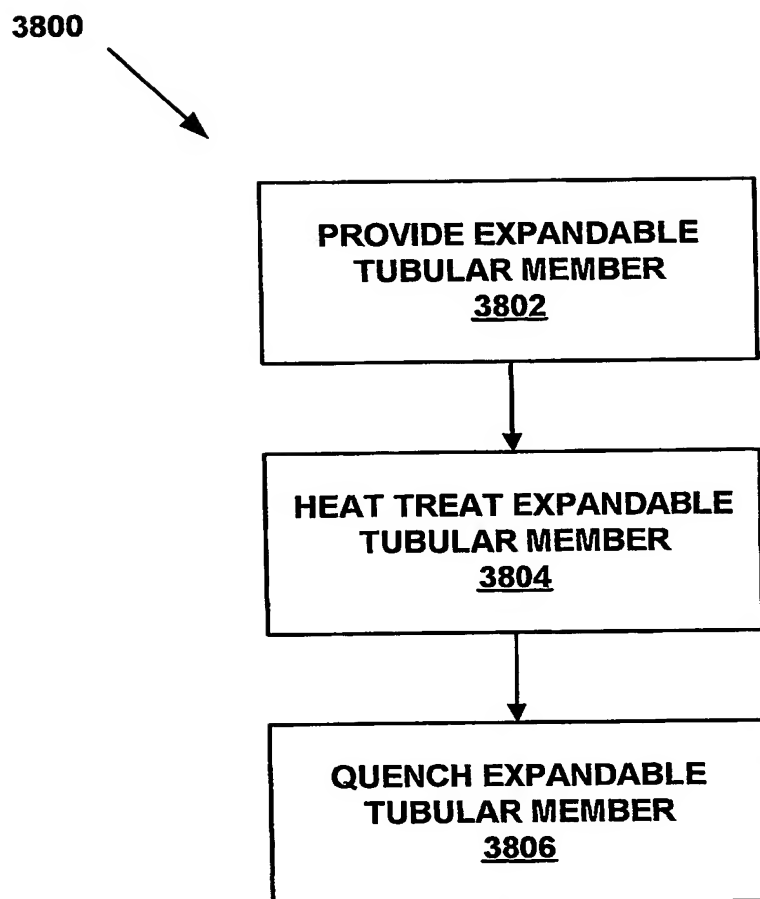 3800
PROVIDE EXPANDABLE
TUBULAR MEMBER
3802
HEAT TREAT EXPANDABLE
TUBULAR MEMBER
3804
QUENCH EXPANDABLE
TUBULAR MEMBER
3806